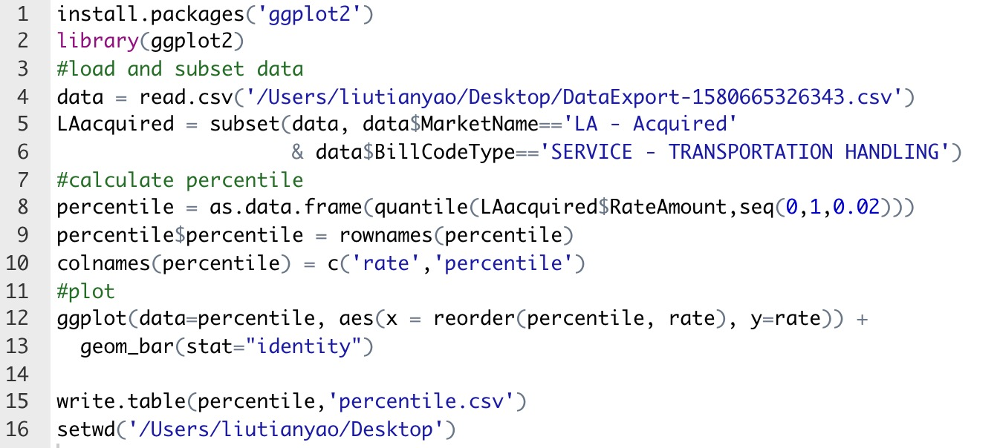 1 install.packages('ggplot2')
2 library(ggplot2)
3 #load and subset data
4 data = read.csv('/Users/liutianyao/Desktop/DataExport-1580665326343.csv')
5 LAacquired = subset(data, data$MarketName=='LA - Acquired'
6                     & data$BillCodeType=='SERVICE - TRANSPORTATION HANDLING')
7 #calculate percentile
8 percentile = as.data.frame(quantile(LAacquired$RateAmount,seq(0,1,0.02)))
9 percentile$percentile = rownames(percentile)
10 colnames(percentile) = c('rate','percentile')
11 #plot
12 ggplot(data=percentile, aes(x = reorder(percentile, rate), y=rate)) +
13   geom_bar(stat="identity")
14
15 write.table(percentile,'percentile.csv')
16 setwd('/Users/liutianyao/Desktop')